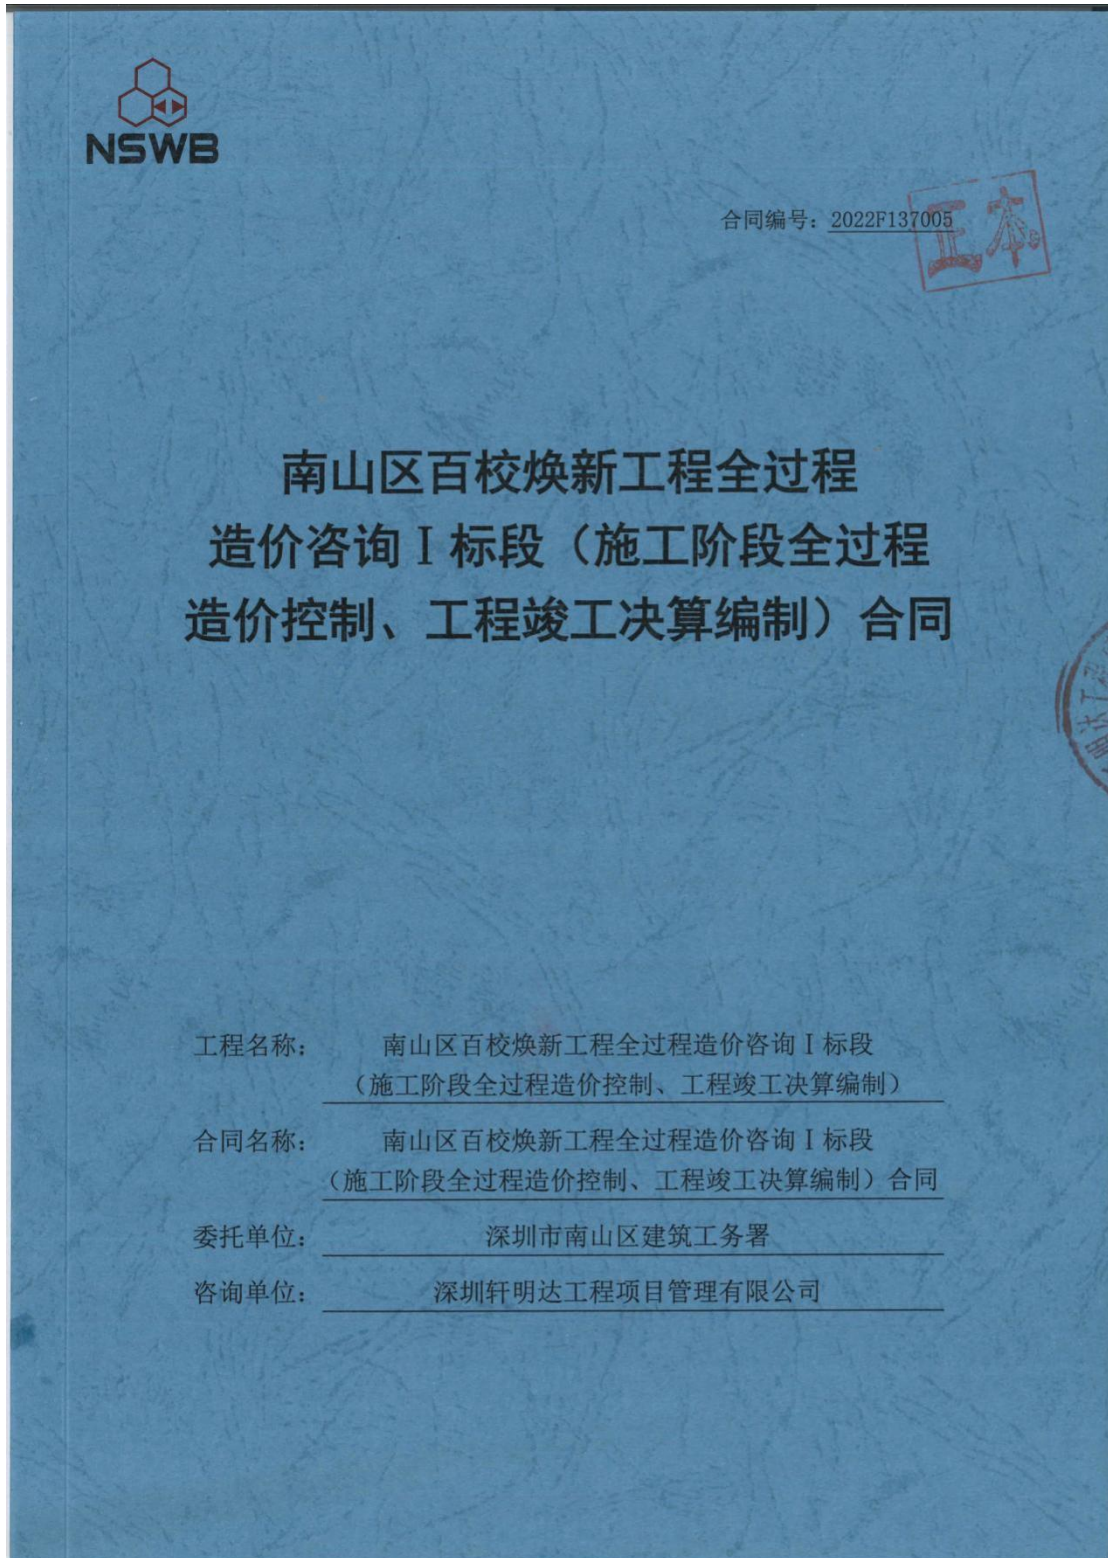 NSWB
合同编号：2022F137005
正本
南山区百校焕新工程全过程
造价咨询Ⅰ标段（施工阶段全过程
造价控制、工程竣工决算编制）合同
明达工程
工程名称： 南山区百校焕新工程全过程造价咨询Ⅰ标段
（施工阶段全过程造价控制、工程竣工决算编制）
合同名称： 南山区百校焕新工程全过程造价咨询Ⅰ标段
（施工阶段全过程造价控制、工程竣工决算编制）合同
委托单位： 深圳市南山区建筑工务署
咨询单位： 深圳轩明达工程项目管理有限公司